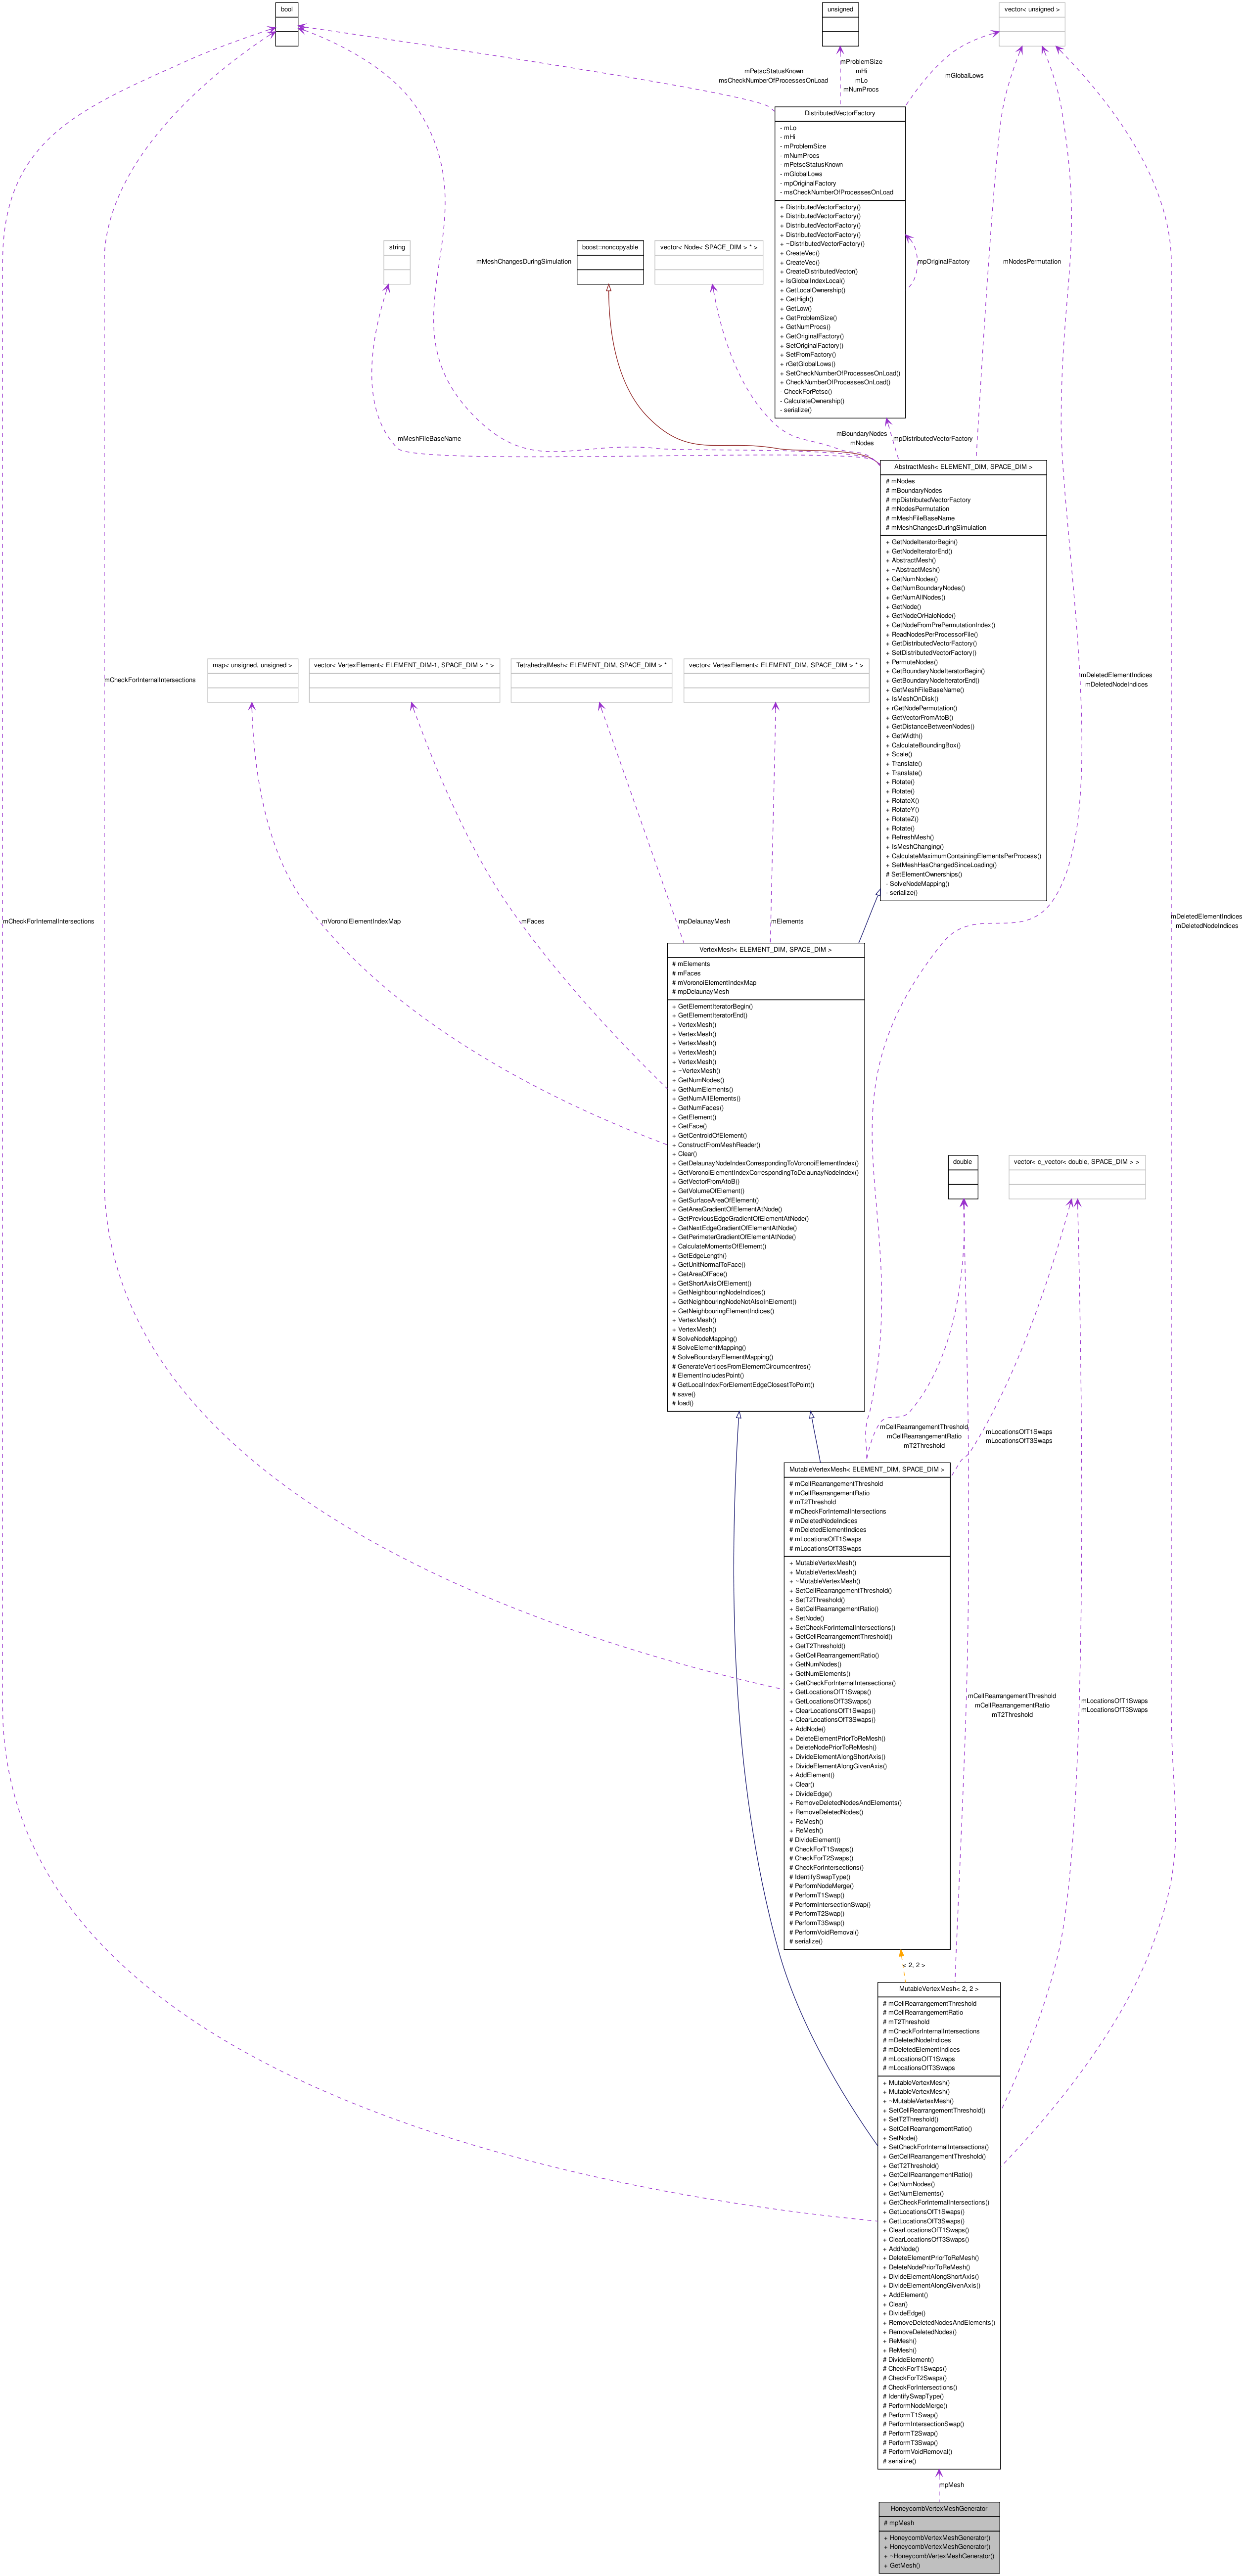 bool
unsigned
vector< unsigned >
mProblemSize
mHi
mLo
mNumProcs
mPetscStatusKnown
msCheckNumberOfProcessesOnLoad
mGlobalLows
DistributedVectorFactory
- mLo
- mHi
- mProblemSize
- mNumProcs
- mPetscStatusKnown
- mGlobalLows
- mpOriginalFactory
- msCheckNumberOfProcessesOnLoad
+ DistributedVectorFactory()
+ DistributedVectorFactory()
+ DistributedVectorFactory()
+ DistributedVectorFactory()
+ ~DistributedVectorFactory()
+ CreateVec()
+ CreateVec()
+ CreateDistributedVector()
+ IsGlobalIndexLocal()
+ GetLocalOwnership()
+ GetHigh()
+ GetLow()
+ GetProblemSize()
+ GetNumProcs()
+ GetOriginalFactory()
+ SetOriginalFactory()
+ SetFromFactory()
+ rGetGlobalLows()
+ SetCheckNumberOfProcessesOnLoad()
+ CheckNumberOfProcessesOnLoad()
- CheckForPetsc()
- CalculateOwnership()
- serialize()
string
mMeshChangesDuringSimulation
boost::noncopyable
vector< Node< SPACE_DIM > * >
mpOriginalFactory
mNodesPermutation
mMeshFileBaseName
mBoundaryNodes
mNodes
mpDistributedVectorFactory
AbstractMesh< ELEMENT_DIM, SPACE_DIM >
# mNodes
# mBoundaryNodes
# mpDistributedVectorFactory
# mNodesPermutation
# mMeshFileBaseName
# mMeshChangesDuringSimulation
+ GetNodeIteratorBegin()
+ GetNodeIteratorEnd()
+ AbstractMesh()
+ ~AbstractMesh()
+ GetNumNodes()
+ GetNumBoundaryNodes()
+ GetNumAllNodes()
+ GetNode()
+ GetNodeOrHaloNode()
+ GetNodeFromPrePermutationIndex()
+ ReadNodesPerProcessorFile()
+ GetDistributedVectorFactory()
+ SetDistributedVectorFactory()
+ PermuteNodes()
+ GetBoundaryNodeIteratorBegin()
+ GetBoundaryNodeIteratorEnd()
+ GetMeshFileBaseName()
+ IsMeshOnDisk()
+ rGetNodePermutation()
+ GetVectorFromAtoB()
+ GetDistanceBetweenNodes()
+ GetWidth()
+ CalculateBoundingBox()
+ Scale()
+ Translate()
+ Translate()
+ Rotate()
+ Rotate()
+ RotateX()
+ RotateY()
+ RotateZ()
+ Rotate()
+ RefreshMesh()
+ IsMeshChanging()
+ CalculateMaximumContainingElementsPerProcess()
+ SetMeshHasChangedSinceLoading()
# SetElementOwnerships()
- SolveNodeMapping()
- serialize()
mCheckForInternalIntersections
mDeletedElementIndices
mDeletedNodeIndices
map< unsigned, unsigned >
vector< VertexElement< ELEMENT_DIM-1, SPACE_DIM > * >
TetrahedralMesh< ELEMENT_DIM, SPACE_DIM > *
vector< VertexElement< ELEMENT_DIM, SPACE_DIM > * >
mCheckForInternalIntersections
mVoronoiElementIndexMap
mFaces
mpDelaunayMesh
mElements
mDeletedElementIndices
mDeletedNodeIndices
VertexMesh< ELEMENT_DIM, SPACE_DIM >
# mElements
# mFaces
# mVoronoiElementIndexMap
# mpDelaunayMesh
+ GetElementIteratorBegin()
+ GetElementIteratorEnd()
+ VertexMesh()
+ VertexMesh()
+ VertexMesh()
+ VertexMesh()
+ VertexMesh()
+ ~VertexMesh()
+ GetNumNodes()
+ GetNumElements()
+ GetNumAllElements()
+ GetNumFaces()
+ GetElement()
+ GetFace()
+ GetCentroidOfElement()
+ ConstructFromMeshReader()
+ Clear()
+ GetDelaunayNodeIndexCorrespondingToVoronoiElementIndex()
+ GetVoronoiElementIndexCorrespondingToDelaunayNodeIndex()
+ GetVectorFromAtoB()
+ GetVolumeOfElement()
+ GetSurfaceAreaOfElement()
+ GetAreaGradientOfElementAtNode()
+ GetPreviousEdgeGradientOfElementAtNode()
+ GetNextEdgeGradientOfElementAtNode()
+ GetPerimeterGradientOfElementAtNode()
+ CalculateMomentsOfElement()
+ GetEdgeLength()
+ GetUnitNormalToFace()
+ GetAreaOfFace()
+ GetShortAxisOfElement()
+ GetNeighbouringNodeIndices()
+ GetNeighbouringNodeNotAlsoInElement()
+ GetNeighbouringElementIndices()
+ VertexMesh()
+ VertexMesh()
# SolveNodeMapping()
# SolveElementMapping()
# SolveBoundaryElementMapping()
# GenerateVerticesFromElementCircumcentres()
# ElementIncludesPoint()
# GetLocalIndexForElementEdgeClosestToPoint()
# save()
# load()
double
vector< c_vector< double, SPACE_DIM > >
mCellRearrangementThreshold
mCellRearrangementRatio
mT2Threshold
mLocationsOfT1Swaps
mLocationsOfT3Swaps
MutableVertexMesh< ELEMENT_DIM, SPACE_DIM >
# mCellRearrangementThreshold
# mCellRearrangementRatio
# mT2Threshold
# mCheckForInternalIntersections
# mDeletedNodeIndices
# mDeletedElementIndices
# mLocationsOfT1Swaps
# mLocationsOfT3Swaps
+ MutableVertexMesh()
+ MutableVertexMesh()
+ ~MutableVertexMesh()
+ SetCellRearrangementThreshold()
+ SetT2Threshold()
+ SetCellRearrangementRatio()
+ SetNode()
+ SetCheckForInternalIntersections()
+ GetCellRearrangementThreshold()
+ GetT2Threshold()
+ GetCellRearrangementRatio()
+ GetNumNodes()
+ GetNumElements()
+ GetCheckForInternalIntersections()
+ GetLocationsOfT1Swaps()
+ GetLocationsOfT3Swaps()
+ ClearLocationsOfT1Swaps()
+ ClearLocationsOfT3Swaps()
+ AddNode()
+ DeleteElementPriorToReMesh()
+ DeleteNodePriorToReMesh()
+ DivideElementAlongShortAxis()
+ DivideElementAlongGivenAxis()
+ AddElement()
+ Clear()
+ DivideEdge()
+ RemoveDeletedNodesAndElements()
+ RemoveDeletedNodes()
+ ReMesh()
+ ReMesh()
# DivideElement()
# CheckForT1Swaps()
# CheckForT2Swaps()
# CheckForIntersections()
# IdentifySwapType()
# PerformNodeMerge()
# PerformT1Swap()
# PerformIntersectionSwap()
# PerformT2Swap()
# PerformT3Swap()
# PerformVoidRemoval()
# serialize()
mCellRearrangementThreshold
mCellRearrangementRatio
mT2Threshold
mLocationsOfT1Swaps
mLocationsOfT3Swaps
< 2, 2 >
MutableVertexMesh< 2, 2 >
# mCellRearrangementThreshold
# mCellRearrangementRatio
# mT2Threshold
# mCheckForInternalIntersections
# mDeletedNodeIndices
# mDeletedElementIndices
# mLocationsOfT1Swaps
# mLocationsOfT3Swaps
+ MutableVertexMesh()
+ MutableVertexMesh()
+ ~MutableVertexMesh()
+ SetCellRearrangementThreshold()
+ SetT2Threshold()
+ SetCellRearrangementRatio()
+ SetNode()
+ SetCheckForInternalIntersections()
+ GetCellRearrangementThreshold()
+ GetT2Threshold()
+ GetCellRearrangementRatio()
+ GetNumNodes()
+ GetNumElements()
+ GetCheckForInternalIntersections()
+ GetLocationsOfT1Swaps()
+ GetLocationsOfT3Swaps()
+ ClearLocationsOfT1Swaps()
+ ClearLocationsOfT3Swaps()
+ AddNode()
+ DeleteElementPriorToReMesh()
+ DeleteNodePriorToReMesh()
+ DivideElementAlongShortAxis()
+ DivideElementAlongGivenAxis()
+ AddElement()
+ Clear()
+ DivideEdge()
+ RemoveDeletedNodesAndElements()
+ RemoveDeletedNodes()
+ ReMesh()
+ ReMesh()
# DivideElement()
# CheckForT1Swaps()
# CheckForT2Swaps()
# CheckForIntersections()
# IdentifySwapType()
# PerformNodeMerge()
# PerformT1Swap()
# PerformIntersectionSwap()
# PerformT2Swap()
# PerformT3Swap()
# PerformVoidRemoval()
# serialize()
mpMesh
HoneycombVertexMeshGenerator
# mpMesh
+ HoneycombVertexMeshGenerator()
+ HoneycombVertexMeshGenerator()
+ ~HoneycombVertexMeshGenerator()
+ GetMesh()